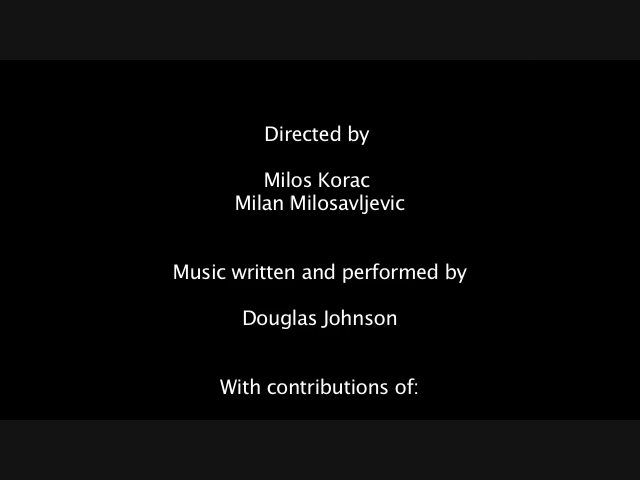 Directed by
Milos Korac
Milan Milosavljevic
Music written and performed by
Douglas Johnson
With contributions of: